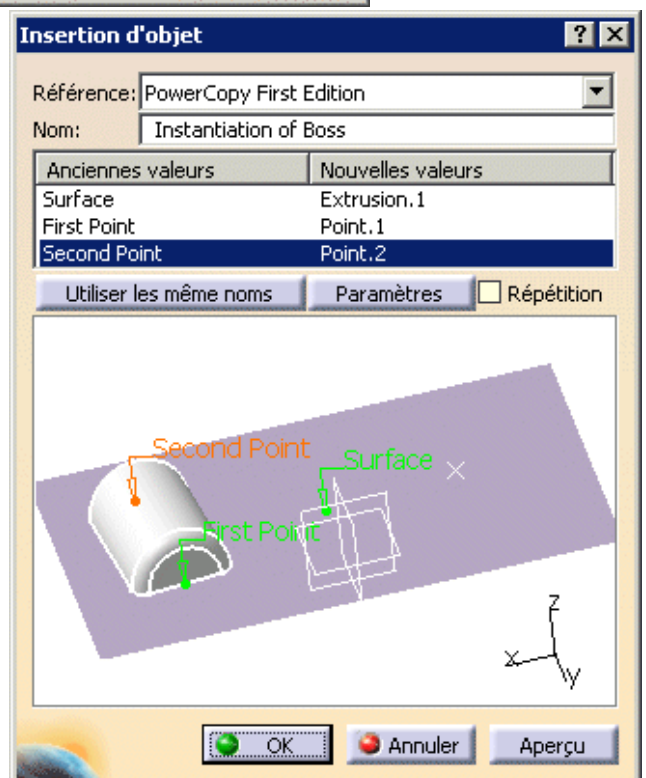 Insertion d'objet
Référence: PowerCopy First Edition
Nom: Instantiation of Boss
Anciennes valeurs Nouvelles valeurs
Surface Extrusion.1
First Point Point.1
Second Point Point.2
Utiliser les même noms Paramètres Répétition
Second Point
Surface
First Point
z
x
y
OK Annuler Aperçu